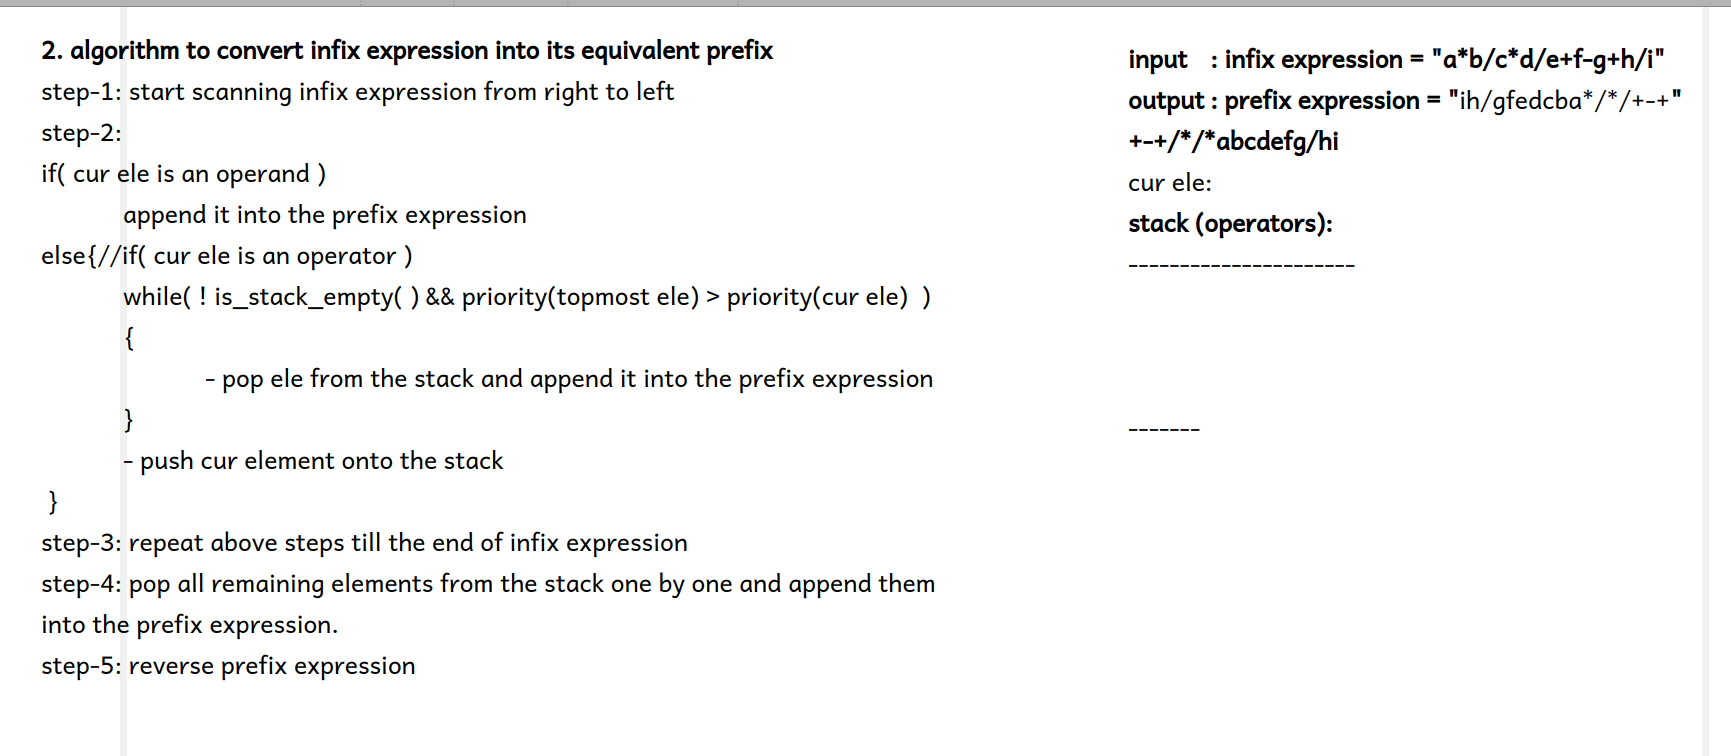 2. algorithm to convert infix expression into its equivalent prefix
step-1: start scanning infix expression from right to left
step-2:
if( cur ele is an operand )
append it into the prefix expression
else{//if( cur ele is an operator )
while( ! is_stack_empty( ) && priority(topmost ele) > priority(cur ele)  )
{
- pop ele from the stack and append it into the prefix expression
}
- push cur element onto the stack
}
step-3: repeat above steps till the end of infix expression
step-4: pop all remaining elements from the stack one by one and append them
into the prefix expression.
step-5: reverse prefix expression
input   : infix expression = "a*b/c*d/e+f-g+h/i"
output : prefix expression = "ih/gfedcba*/*/+-+"
+-+/*/*abcdefg/hi
cur ele:
stack (operators):
----------------------
-------